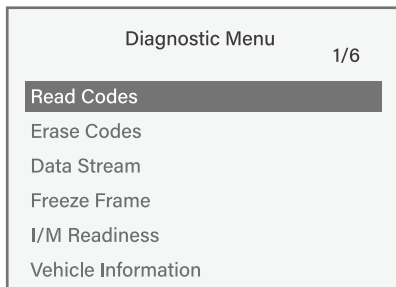 Diagnostic Menu
1/6
Read Codes
Erase Codes
Data Stream
Freeze Frame
I/M Readiness
Vehicle Information